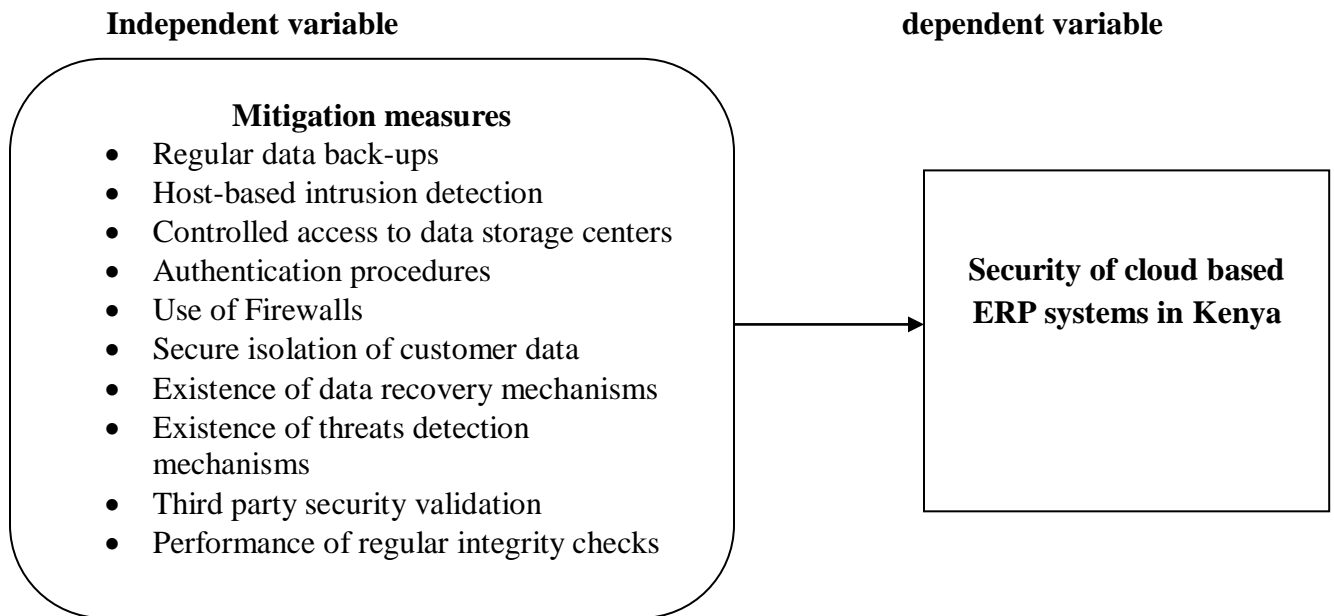 Independent variable
dependent variable
Mitigation measures
• Regular data back-ups
• Host-based intrusion detection
• Controlled access to data storage centers
• Authentication procedures
• Use of Firewalls
• Secure isolation of customer data
• Existence of data recovery mechanisms
• Existence of threats detection
mechanisms
• Third party security validation
• Performance of regular integrity checks
Security of cloud based
ERP systems in Kenya